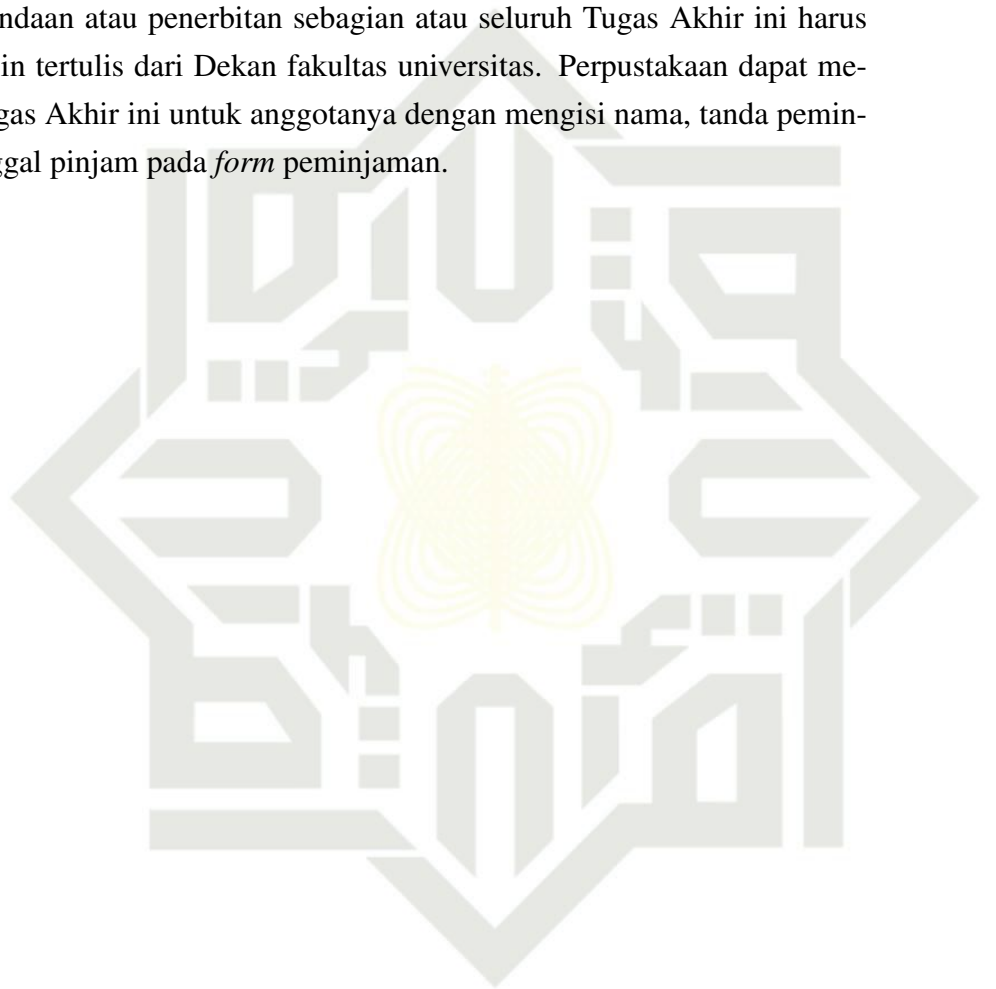 ndaan atau penerbitan sebagian atau seluruh Tugas Akhir ini harus
in tertulis dari Dekan fakultas universitas. Perpustakaan dapat me-
gas Akhir ini untuk anggotanya dengan mengisi nama, tanda pemin-
ggal pinjam pada form peminjaman.